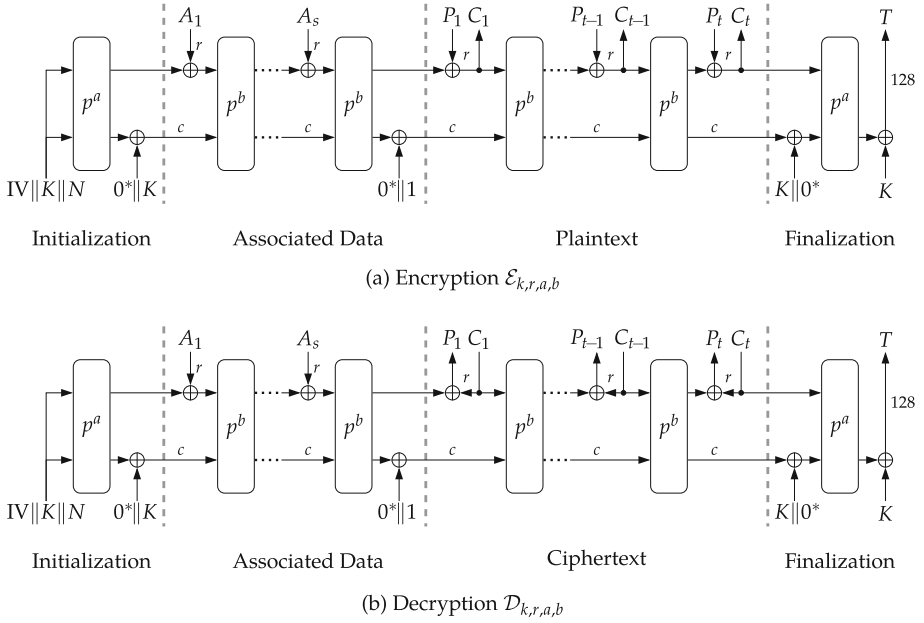 A₁ Aₛ P₁ C₁ Pₜ₋₁ Cₜ₋₁ Pₜ Cₜ T
r r r r r
pᵃ pᵇ pᵇ pᵇ pᵇ pᵃ 128
c c c c c
IV‖K‖N 0*‖K 0*‖1 K‖0* K
Initialization Associated Data Plaintext Finalization
(a) Encryption ℰ_{k,r,a,b}
A₁ Aₛ P₁ C₁ Pₜ₋₁ Cₜ₋₁ Pₜ Cₜ T
r r r r r
pᵃ pᵇ pᵇ pᵇ pᵇ pᵃ 128
c c c c c
IV‖K‖N 0*‖K 0*‖1 K‖0* K
Initialization Associated Data Ciphertext Finalization
(b) Decryption 𝒟_{k,r,a,b}